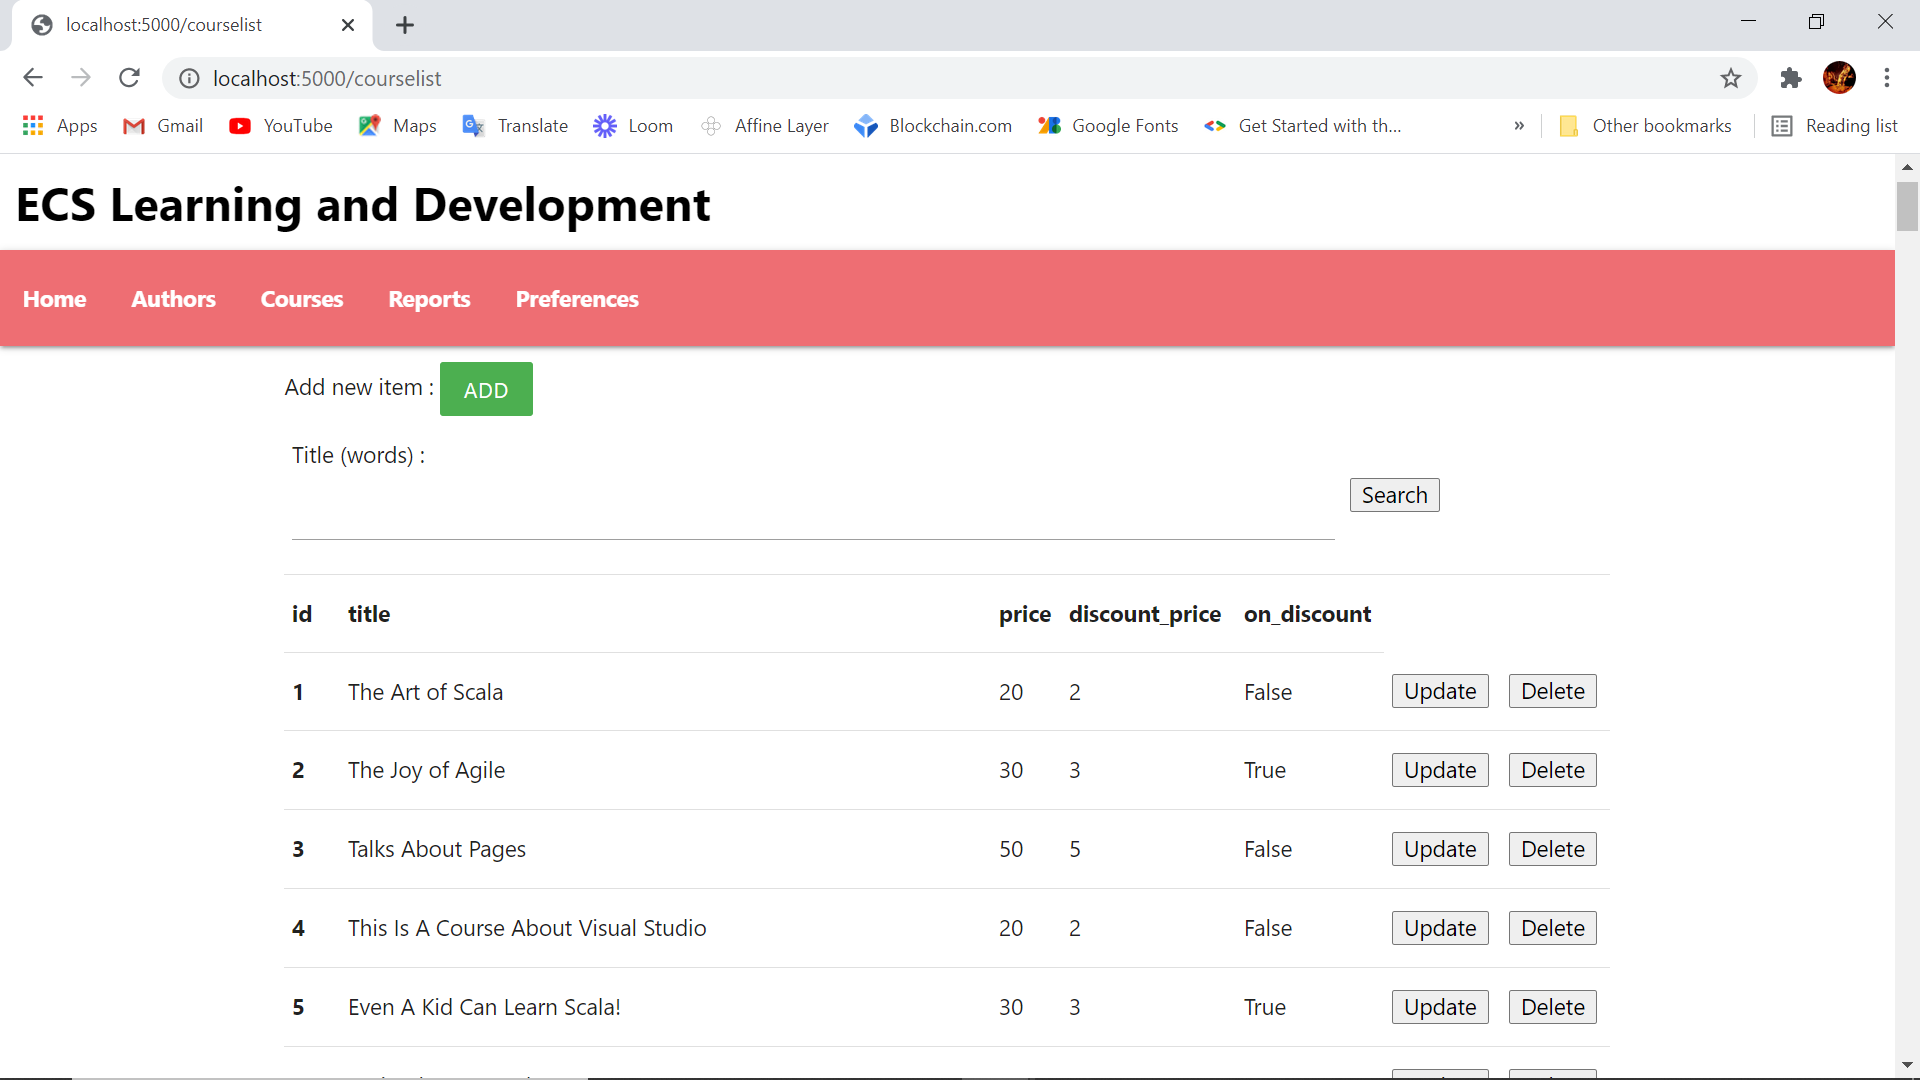 localhost:5000/courselist
localhost:5000/courselist
Apps Gmail YouTube Maps Translate Loom Affine Layer Blockchain.com Google Fonts Get Started with th... » Other bookmarks Reading list
ECS Learning and Development
Home Authors Courses Reports Preferences
Add new item : ADD
Title (words) :
Search
id title price discount_price on_discount
1 The Art of Scala 20 2 False Update Delete
2 The Joy of Agile 30 3 True Update Delete
3 Talks About Pages 50 5 False Update Delete
4 This Is A Course About Visual Studio 20 2 False Update Delete
5 Even A Kid Can Learn Scala! 30 3 True Update Delete